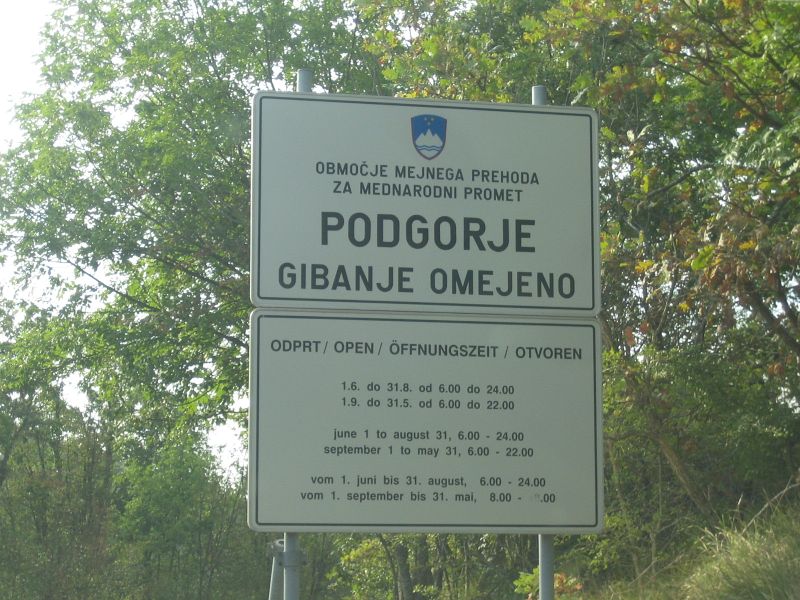 OBMOČJE MEJNEGA PREHODA
ZA MEDNARODNI PROMET
PODGORJE
GIBANJE OMEJENO
ODPRT / OPEN / ÖFFNUNGSZEIT / OTVOREN
1.6. do 31.8. od 6.00 do 24.00
1.9. do 31.5. od 6.00 do 22.00
june 1 to august 31, 6.00 - 24.00
september 1 to may 31, 6.00 - 22.00
vom 1. juni bis 31. august, 6.00 - 24.00
vom 1. september bis 31. mai, 8.00 -